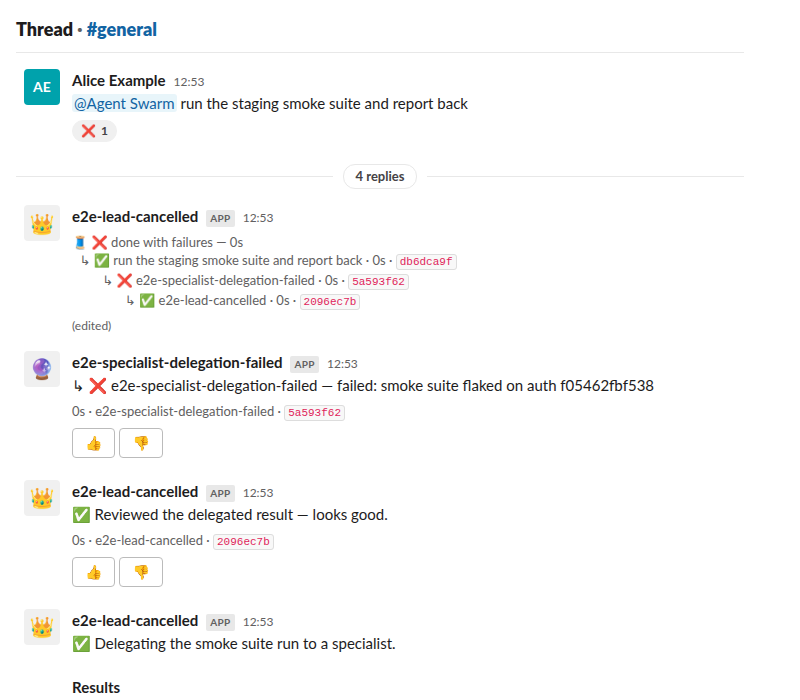 Thread • #general
AE
Alice Example 12:53
@Agent Swarm run the staging smoke suite and report back
❌ 1
4 replies
e2e-lead-cancelled APP 12:53
🧵 ❌ done with failures — 0s
↳ ✅ run the staging smoke suite and report back · 0s · db6dca9f
↳ ❌ e2e-specialist-delegation-failed · 0s · 5a593f62
↳ ✅ e2e-lead-cancelled · 0s · 2096ec7b
(edited)
e2e-specialist-delegation-failed APP 12:53
↳ ❌ e2e-specialist-delegation-failed — failed: smoke suite flaked on auth f05462fbf538
0s · e2e-specialist-delegation-failed · 5a593f62
👍 👎
e2e-lead-cancelled APP 12:53
✅ Reviewed the delegated result — looks good.
0s · e2e-lead-cancelled · 2096ec7b
👍 👎
e2e-lead-cancelled APP 12:53
✅ Delegating the smoke suite run to a specialist.
Results